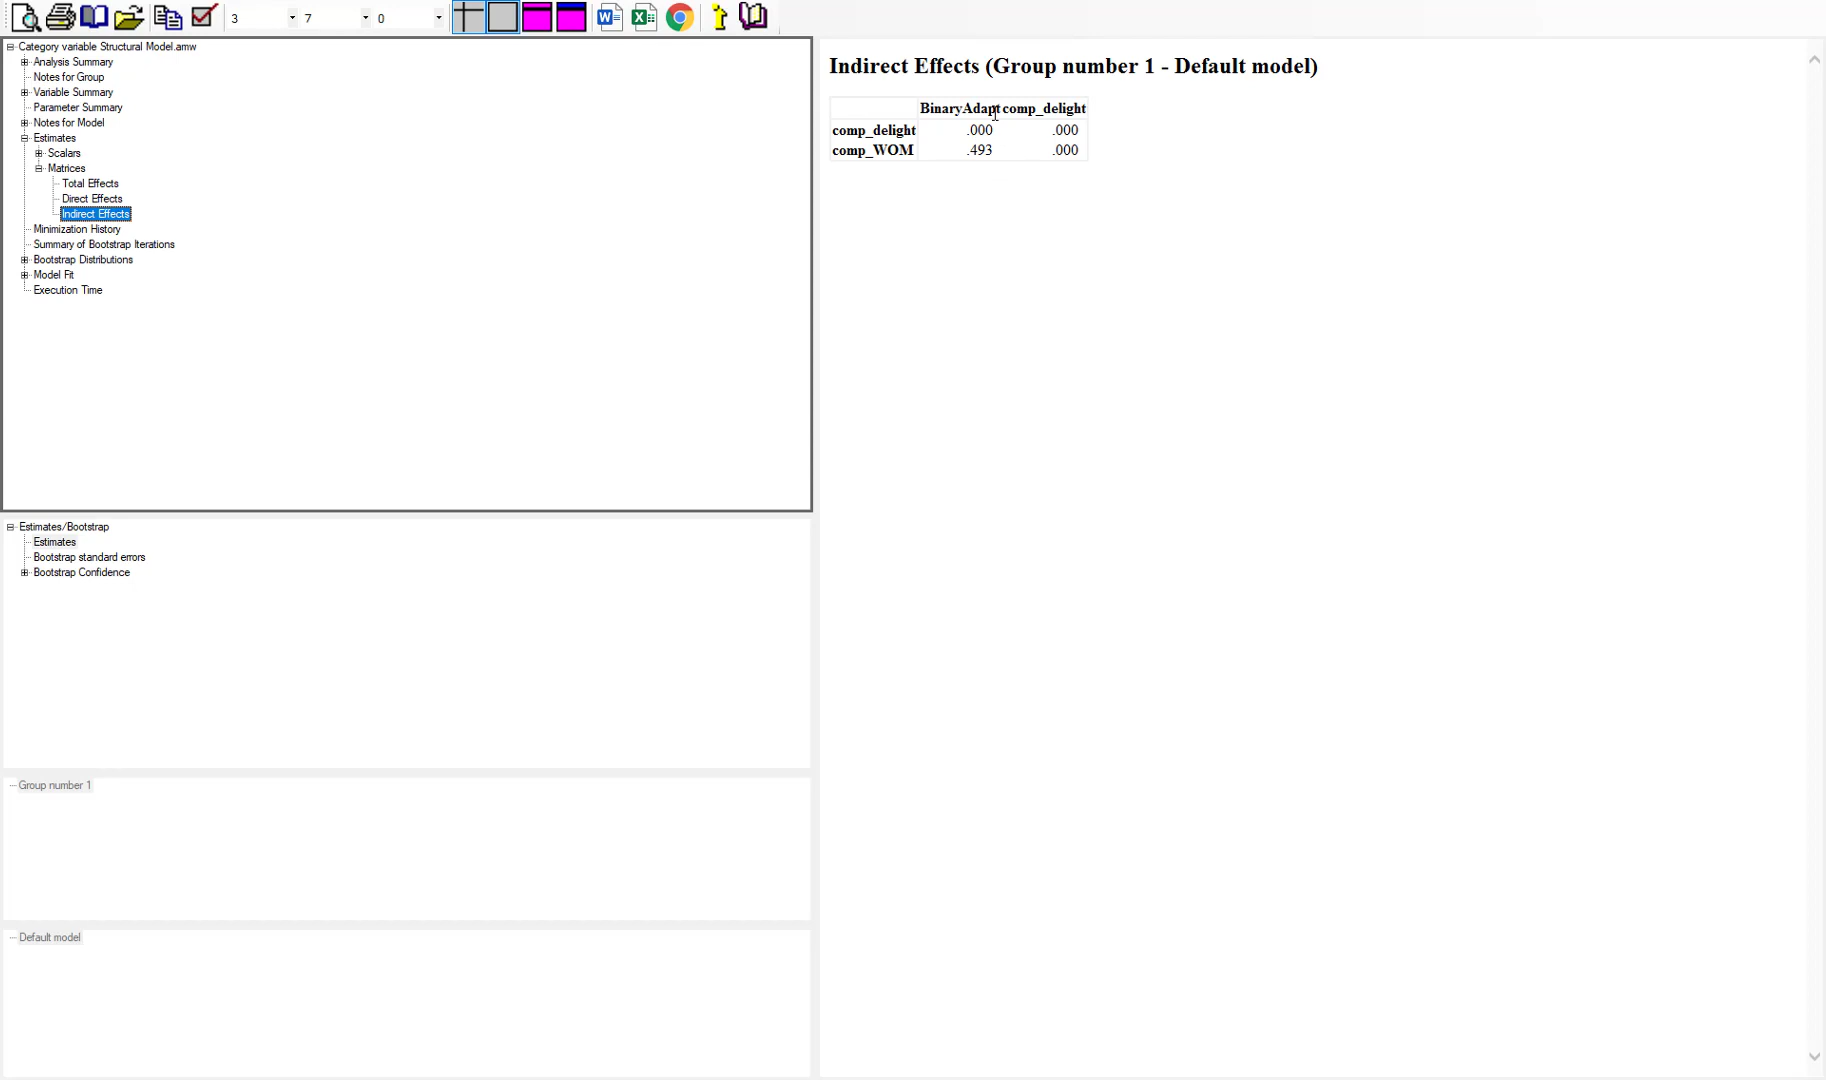 3 7 0
Category variable Structural Model.amw
Analysis Summary
Notes for Group
Variable Summary
Parameter Summary
Notes for Model
Estimates
Scalars
Matrices
Total Effects
Direct Effects
Indirect Effects
Minimization History
Summary of Bootstrap Iterations
Bootstrap Distributions
Model Fit
Execution Time
Estimates/Bootstrap
Estimates
Bootstrap standard errors
Bootstrap Confidence
Group number 1
Default model
Indirect Effects (Group number 1 - Default model)
BinaryAdapt comp_delight
comp_delight .000 .000
comp_WOM .493 .000